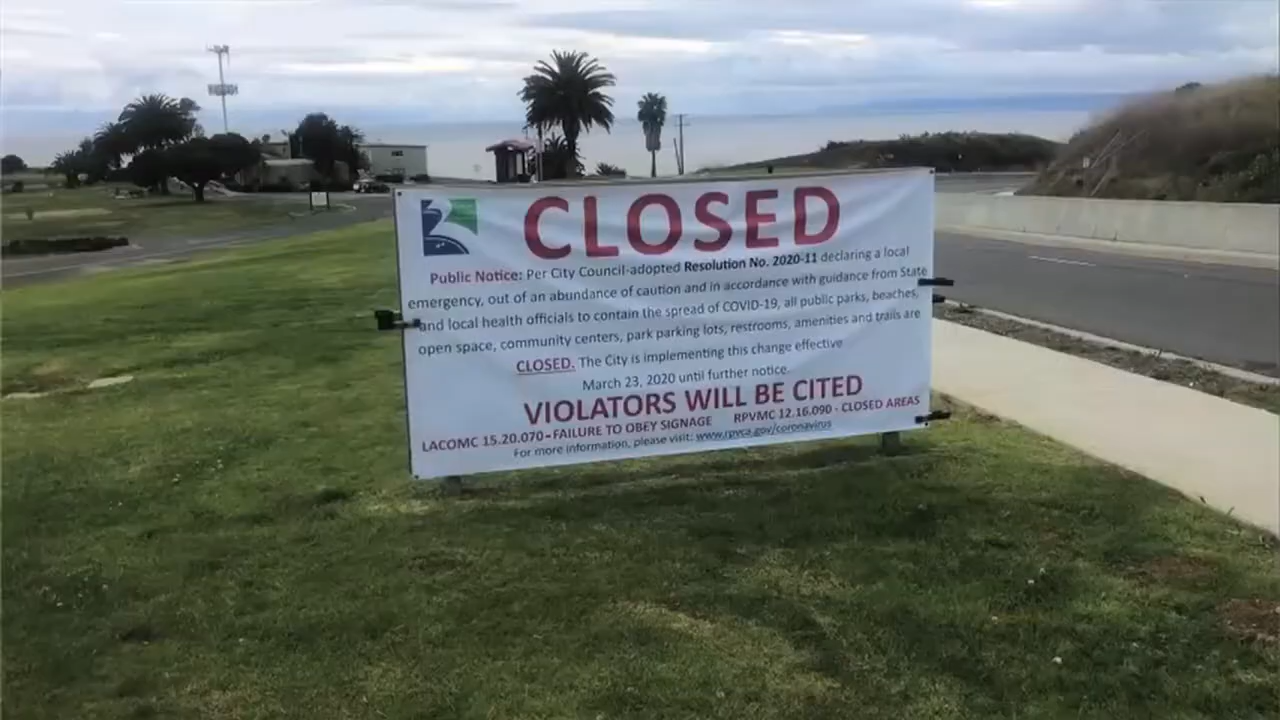 CLOSED
Public Notice: Per City Council-adopted Resolution No. 2020-11 declaring a local
emergency, out of an abundance of caution and in accordance with guidance from State
and local health officials to contain the spread of COVID-19, all public parks, beaches,
open space, community centers, park parking lots, restrooms, amenities and trails are
CLOSED. The City is implementing this change effective
March 23, 2020 until further notice.
VIOLATORS WILL BE CITED
LACOMC 15.20.070-FAILURE TO OBEY SIGNAGE RPVMC 12.16.090 - CLOSED AREAS
For more information, please visit: www.rpvca.gov/coronavirus